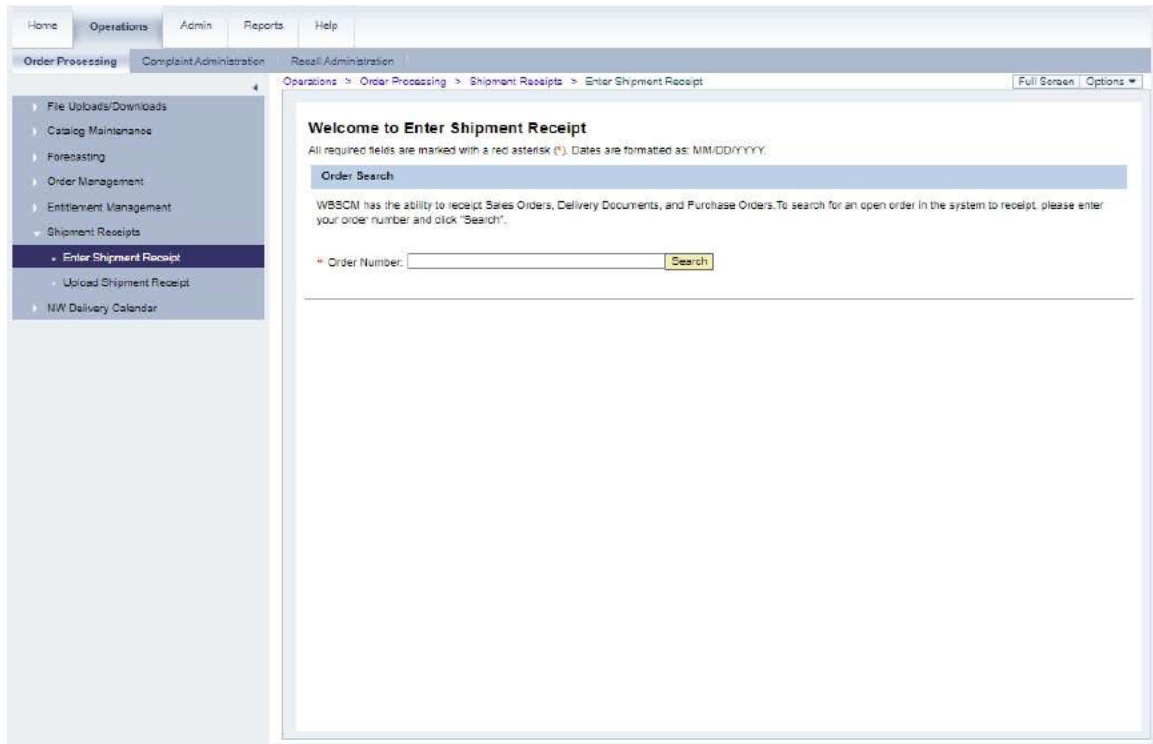 Home Operations Admin Reports Help
Order Processing Complaint Administration Recall Administration
Operations > Order Processing > Shipment Receipts > Enter Shipment Receipt Full Screen Options
File Uploads/Downloads
Catalog Maintenance
Forecasting
Order Management
Entitlement Management
Shipment Receipts
Enter Shipment Receipt
Upload Shipment Receipt
NW Delivery Calendar
Welcome to Enter Shipment Receipt
All required fields are marked with a red asterisk (*). Dates are formatted as: MM/DD/YYYY.
Order Search
WBSCM has the ability to receipt Sales Orders, Delivery Documents, and Purchase Orders.To search for an open order in the system to receipt, please enter
your order number and click "Search".
* Order Number: Search